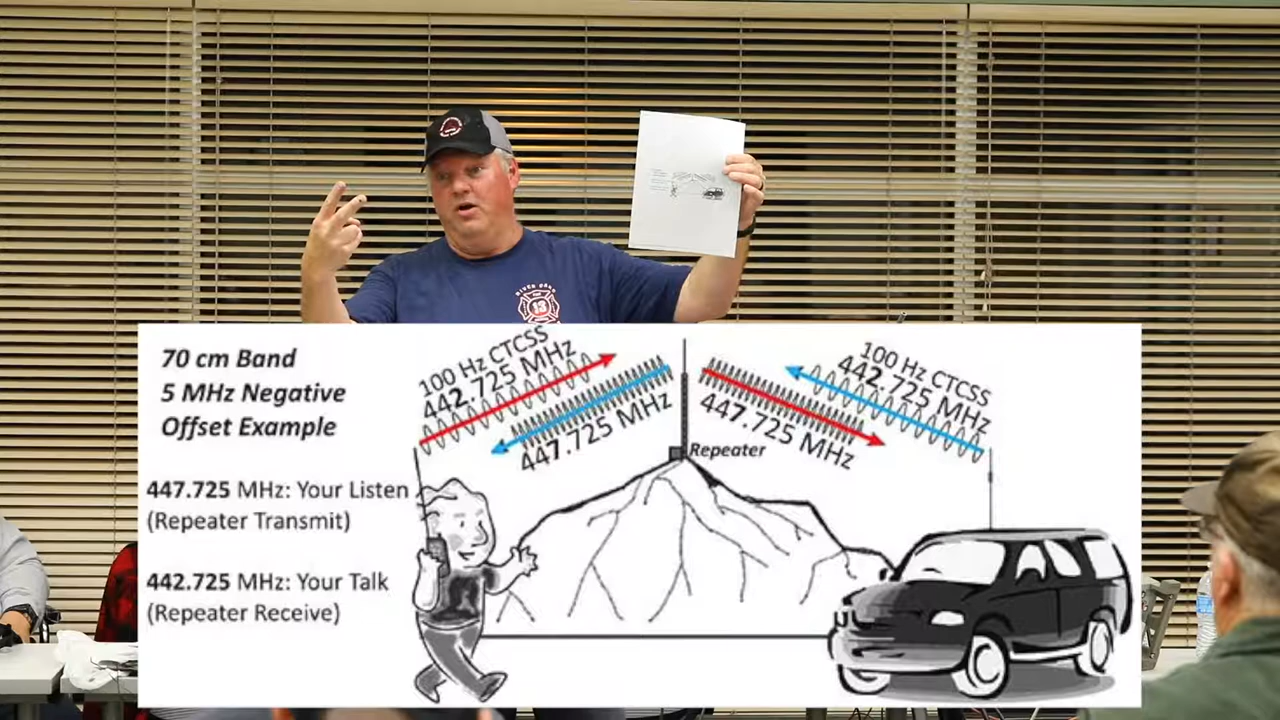 13
70 cm Band
5 MHz Negative
Offset Example
447.725 MHz: Your Listen
(Repeater Transmit)
442.725 MHz: Your Talk
(Repeater Receive)
100 Hz CTCSS
442.725 MHz
447.725 MHz
Repeater
447.725 MHz
100 Hz CTCSS
442.725 MHz